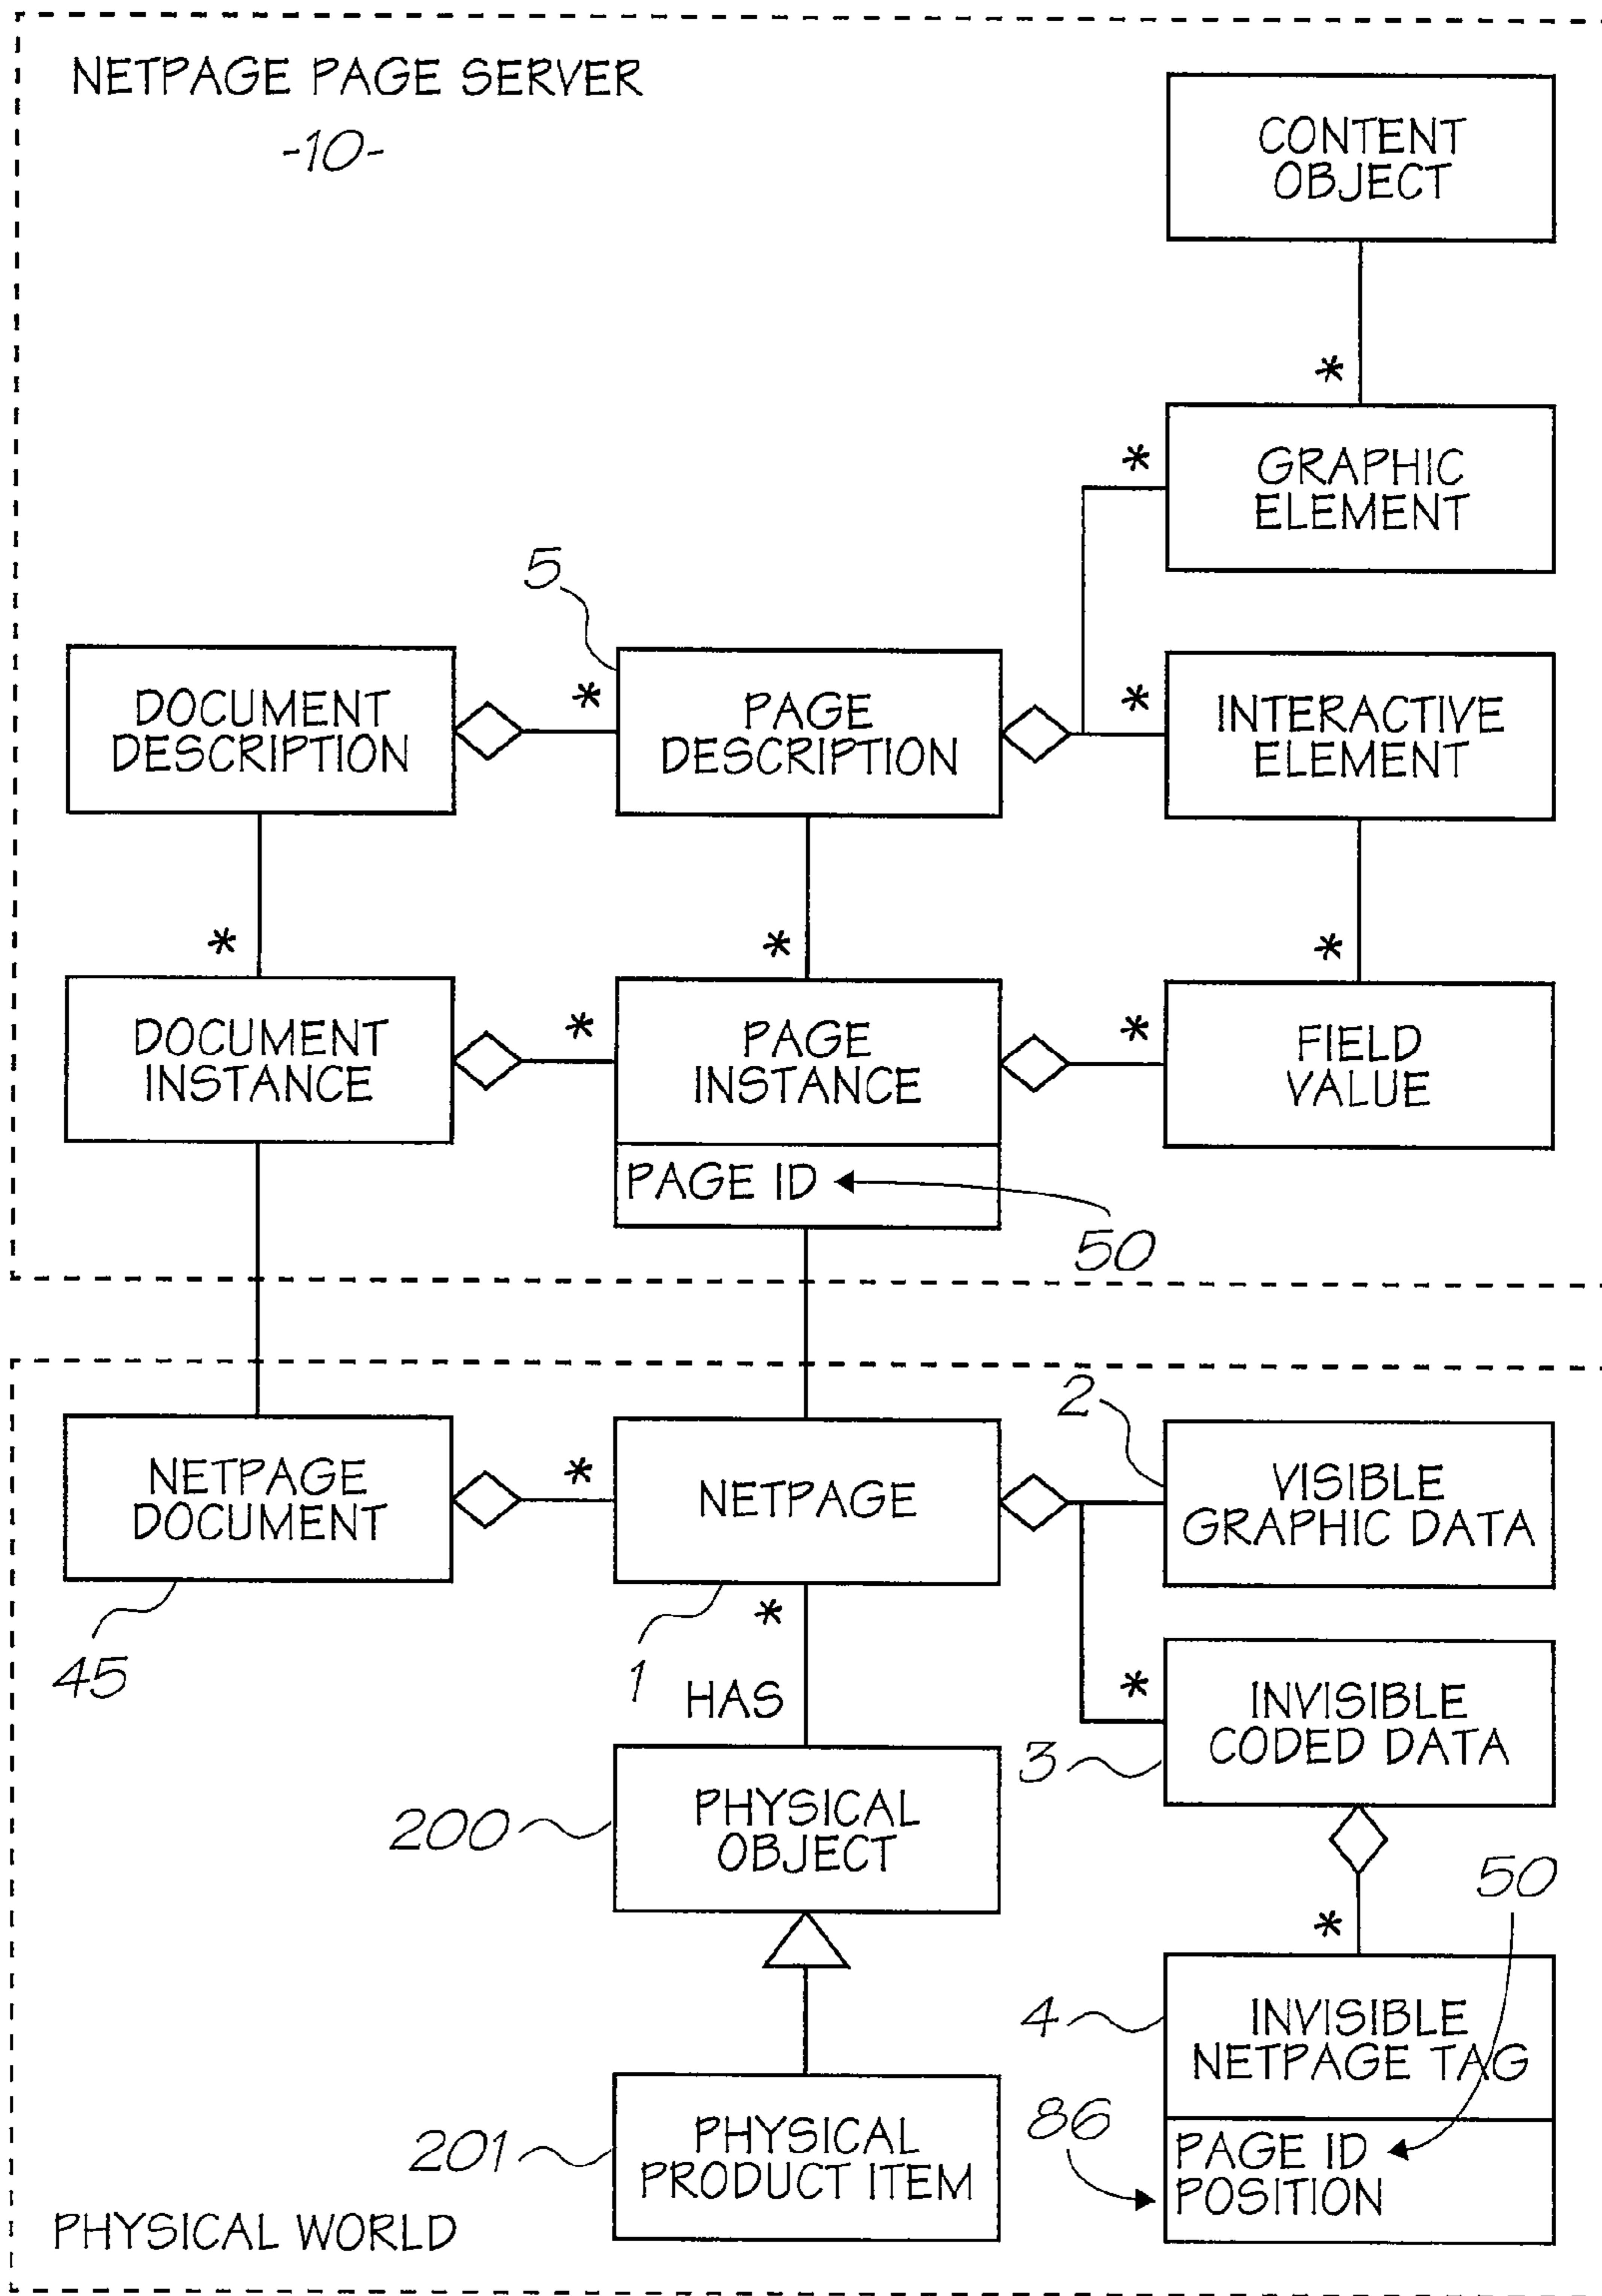 NETPAGE PAGE SERVER
-10-
CONTENT
OBJECT
*
*
GRAPHIC
ELEMENT
5
DOCUMENT
DESCRIPTION
*
PAGE
DESCRIPTION
*
INTERACTIVE
ELEMENT
*
*
*
DOCUMENT
INSTANCE
*
PAGE
INSTANCE
*
FIELD
VALUE
PAGE ID
50
2
NETPAGE
DOCUMENT
*
NETPAGE
VISIBLE
GRAPHIC DATA
45
1
*
HAS
*
INVISIBLE
CODED DATA
3
200
PHYSICAL
OBJECT
50
*
4
INVISIBLE
NETPAGE TAG
86
PAGE ID
POSITION
201
PHYSICAL
PRODUCT ITEM
PHYSICAL WORLD